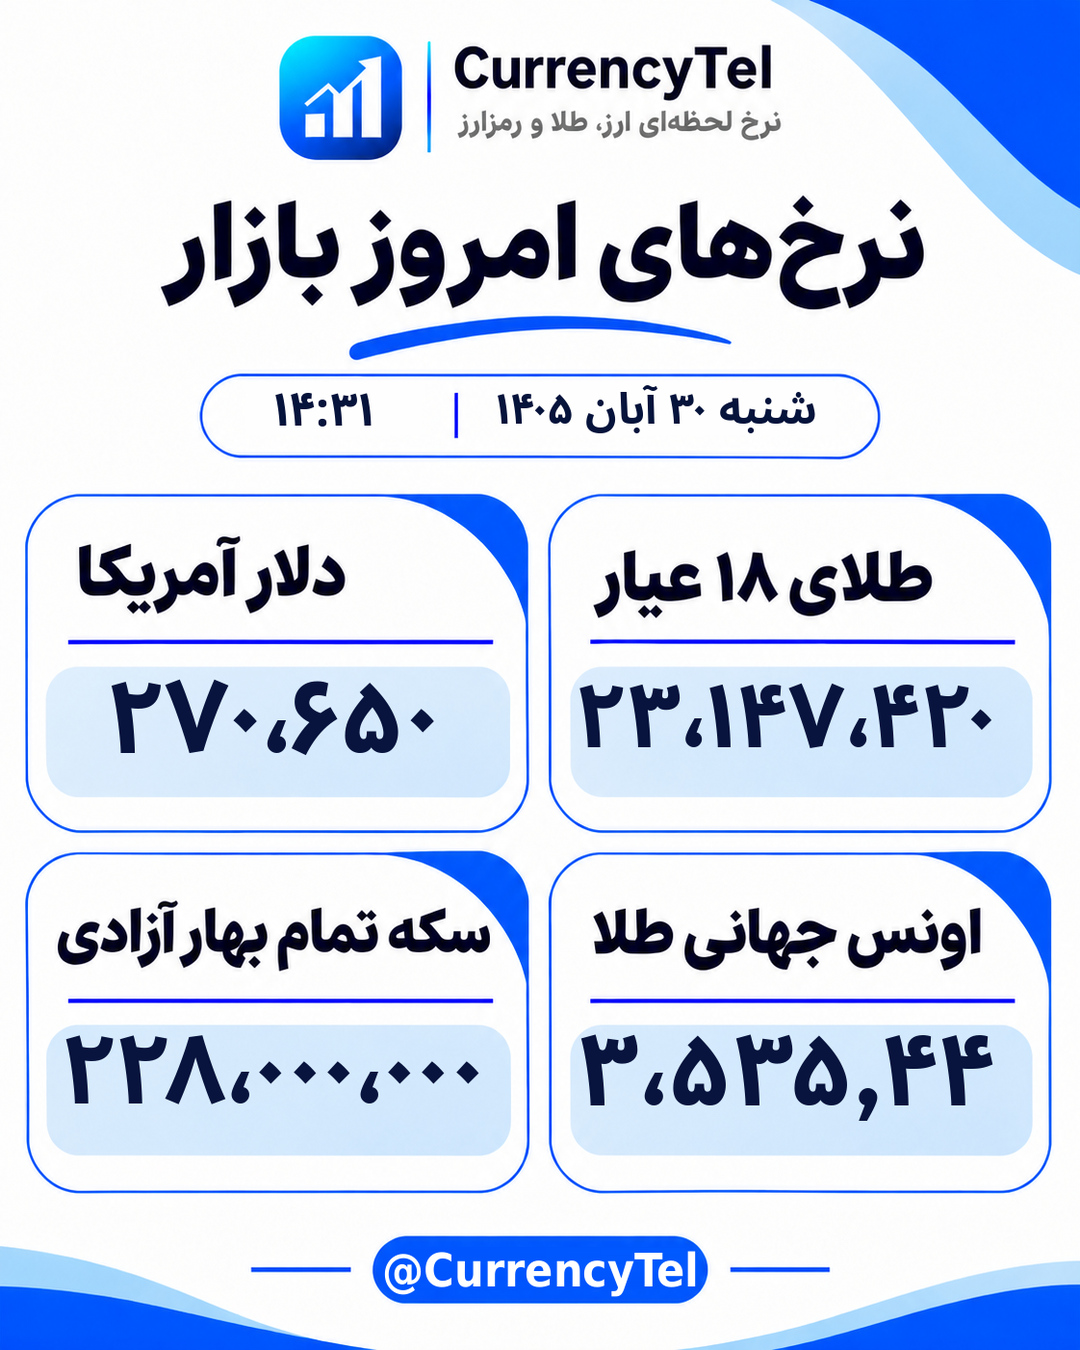 CurrencyTel
نرخ لحظه‌ای ارز، طلا و رمزارز
نرخ‌های امروز بازار
شنبه ۳۰ آبان ۱۴۰۵ | ۱۴:۳۱
طلای ۱۸ عیار
۲۳،۱۴۷،۴۲۰
دلار آمریکا
۲۷۰،۶۵۰
اونس جهانی طلا
۳،۵۳۵,۴۴
سکه تمام بهار آزادی
۲۲۸،۰۰۰،۰۰۰
@CurrencyTel